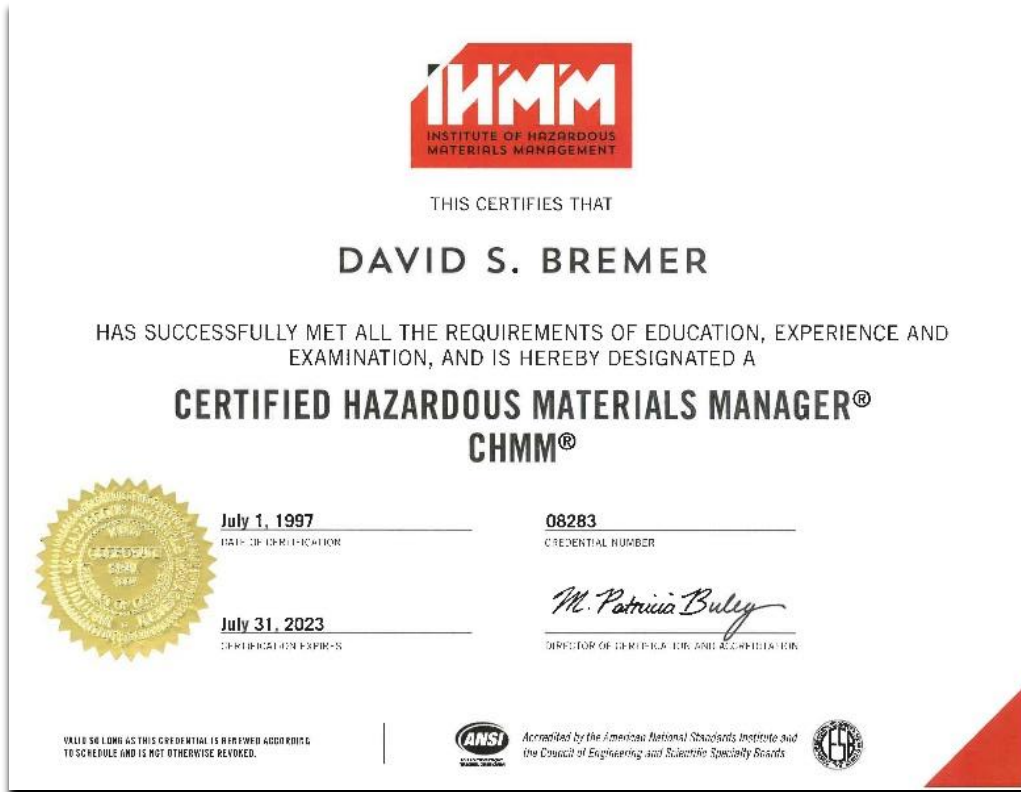 IHMM
INSTITUTE OF HAZARDOUS
MATERIALS MANAGEMENT
THIS CERTIFIES THAT
DAVID S. BREMER
HAS SUCCESSFULLY MET ALL THE REQUIREMENTS OF EDUCATION, EXPERIENCE AND
EXAMINATION, AND IS HEREBY DESIGNATED A
CERTIFIED HAZARDOUS MATERIALS MANAGER®
CHMM®
July 1, 1997
DATE OF CERTIFICATION
08283
CREDENTIAL NUMBER
M. Patricia Buley
DIRECTOR OF CERTIFICATION AND ACCREDITATION
July 31, 2023
CERTIFICATION EXPIRES
VALID SO LONG AS THIS CREDENTIAL IS RENEWED ACCORDING
TO SCHEDULE AND IS NOT OTHERWISE REVOKED.
ANSI
Accredited by the American National Standards Institute and
the Council of Engineering and Scientific Specialty Boards
CESB